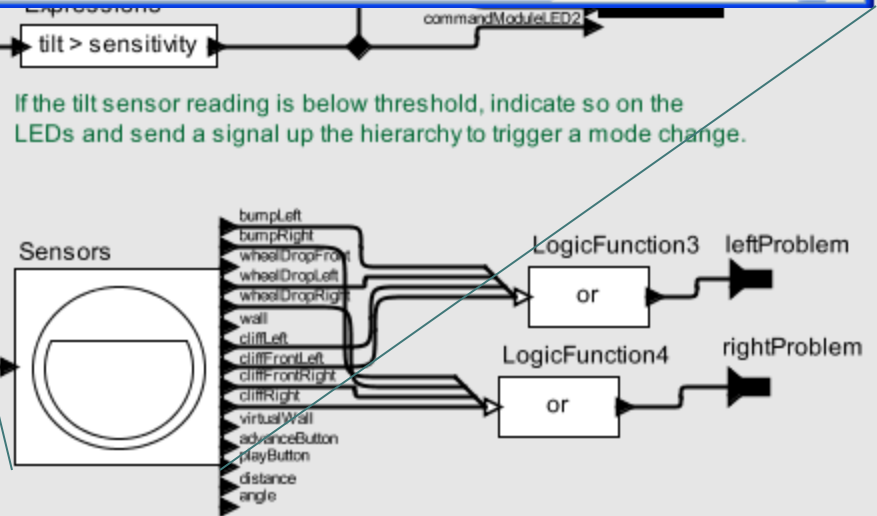 Expressions
commandModuleLED2
tilt > sensitivity
If the tilt sensor reading is below threshold, indicate so on the
LEDs and send a signal up the hierarchy to trigger a mode change.
Sensors
bumpLeft
bumpRight
wheelDropFront
wheelDropLeft
wheelDropRight
wall
cliffLeft
cliffFrontLeft
cliffFrontRight
cliffRight
virtualWall
advanceButton
playButton
distance
angle
LogicFunction3
or
leftProblem
LogicFunction4
or
rightProblem